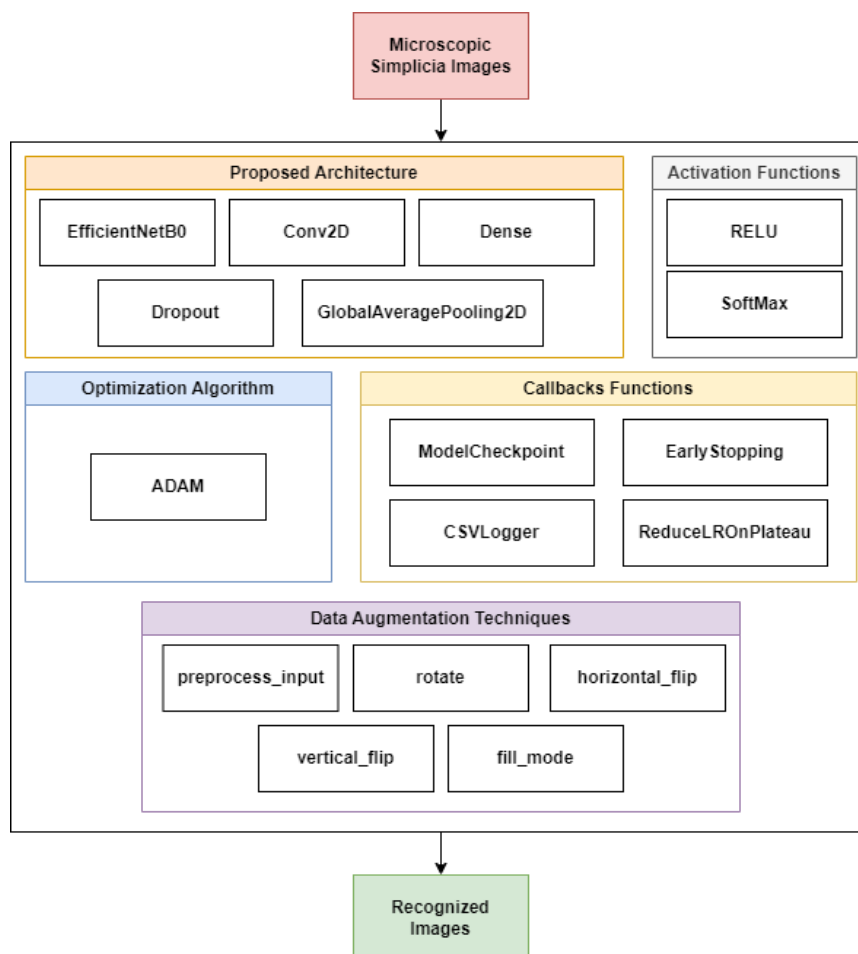 Microscopic
Simplicia Images
Proposed Architecture
EfficientNetB0
Conv2D
Dense
Dropout
GlobalAveragePooling2D
Activation Functions
RELU
SoftMax
Optimization Algorithm
ADAM
Callbacks Functions
ModelCheckpoint
EarlyStopping
CSVLogger
ReduceLROnPlateau
Data Augmentation Techniques
preprocess_input
rotate
horizontal_flip
vertical_flip
fill_mode
Recognized
Images